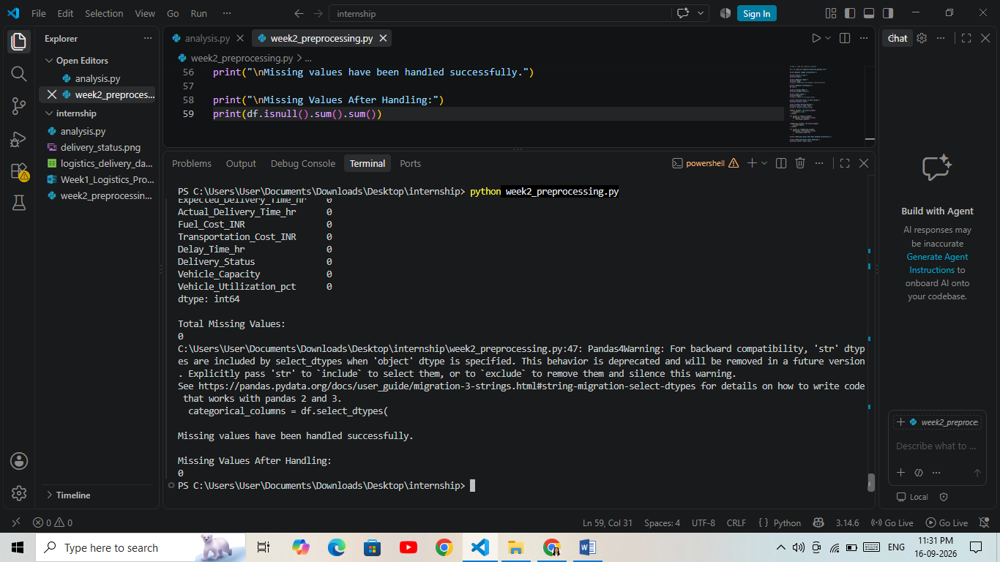 File Edit Selection View Go Run ··· internship Sign In
Explorer ···
Open Editors
analysis.py
week2_preproces...
internship
analysis.py
delivery_status.png
logistics_delivery_da...
Week1_Logistics_Pro...
week2_preprocessin...
Timeline
analysis.py week2_preprocessing.py
week2_preprocessing.py > ...
56 print("\nMissing values have been handled successfully.")
57
58 print("\nMissing Values After Handling:")
59 print(df.isnull().sum().sum())
Problems Output Debug Console Terminal Ports powershell
PS C:\Users\User\Documents\Downloads\Desktop\internship> python week2_preprocessing.py
Expected_Delivery_Time_hr 0
Actual_Delivery_Time_hr 0
Fuel_Cost_INR 0
Transportation_Cost_INR 0
Delay_Time_hr 0
Delivery_Status 0
Vehicle_Capacity 0
Vehicle_Utilization_pct 0
dtype: int64
Total Missing Values:
0
C:\Users\User\Documents\Downloads\Desktop\internship\week2_preprocessing.py:47: Pandas4Warning: For backward compatibility, 'str' dtyp
es are included by select_dtypes when 'object' dtype is specified. This behavior is deprecated and will be removed in a future version
. Explicitly pass 'str' to `include` to select them, or to `exclude` to remove them and silence this warning.
See https://pandas.pydata.org/docs/user_guide/migration-3-strings.html#string-migration-select-dtypes for details on how to write code
that works with pandas 2 and 3.
categorical_columns = df.select_dtypes(
Missing values have been handled successfully.
Missing Values After Handling:
0
PS C:\Users\User\Documents\Downloads\Desktop\internship>
Chat
Build with Agent
AI responses may
be inaccurate
Generate Agent
Instructions to
onboard AI onto
your codebase.
week2_preproce
Describe what to ...
Local
0 0 Ln 59, Col 31 Spaces: 4 UTF-8 CRLF { } Python 3.14.6 Go Live Go Live
Type here to search
ENG
11:31 PM
16-09-2026